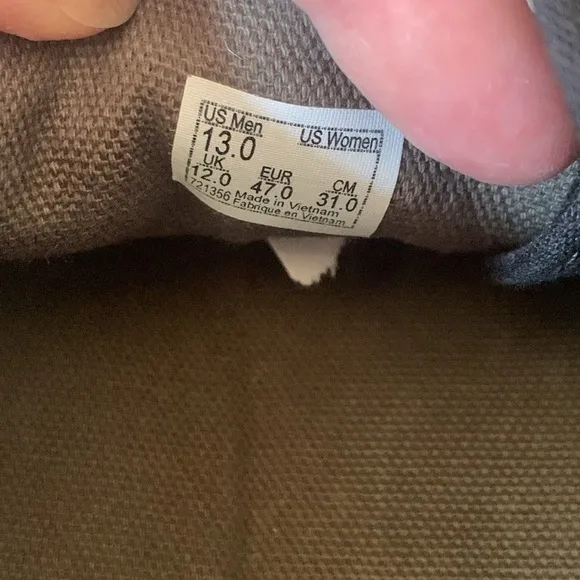 US Men US Women
13.0
UK EUR CM
12.0 47.0 31.0
721356 Made in Vietnam
Fabrique en Vietnam